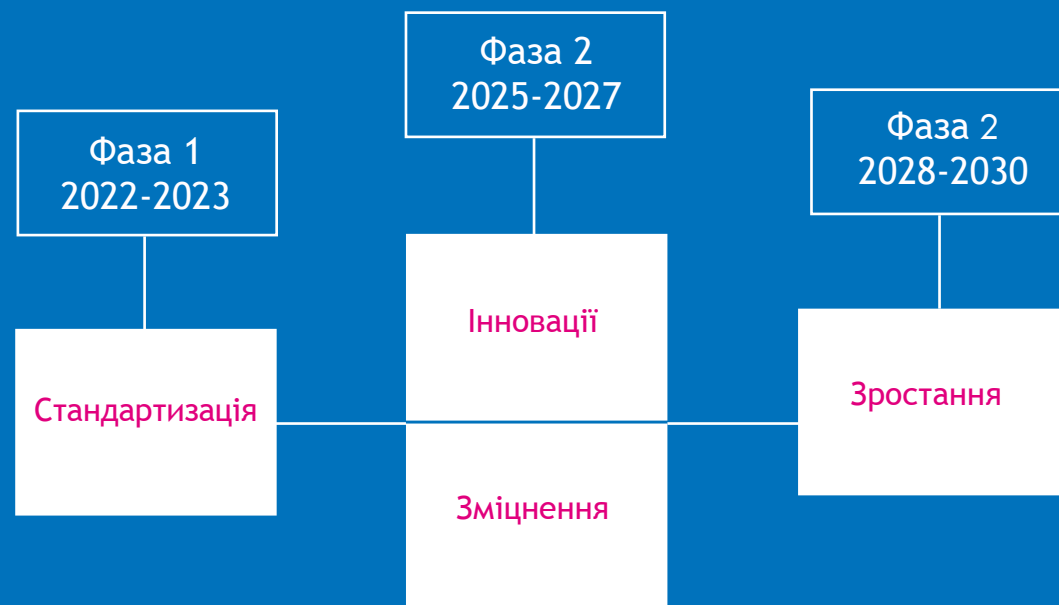 Фаза 1
2022-2023
Фаза 2
2025-2027
Фаза 2
2028-2030
Стандартизація
Інновації
Зміцнення
Зростання